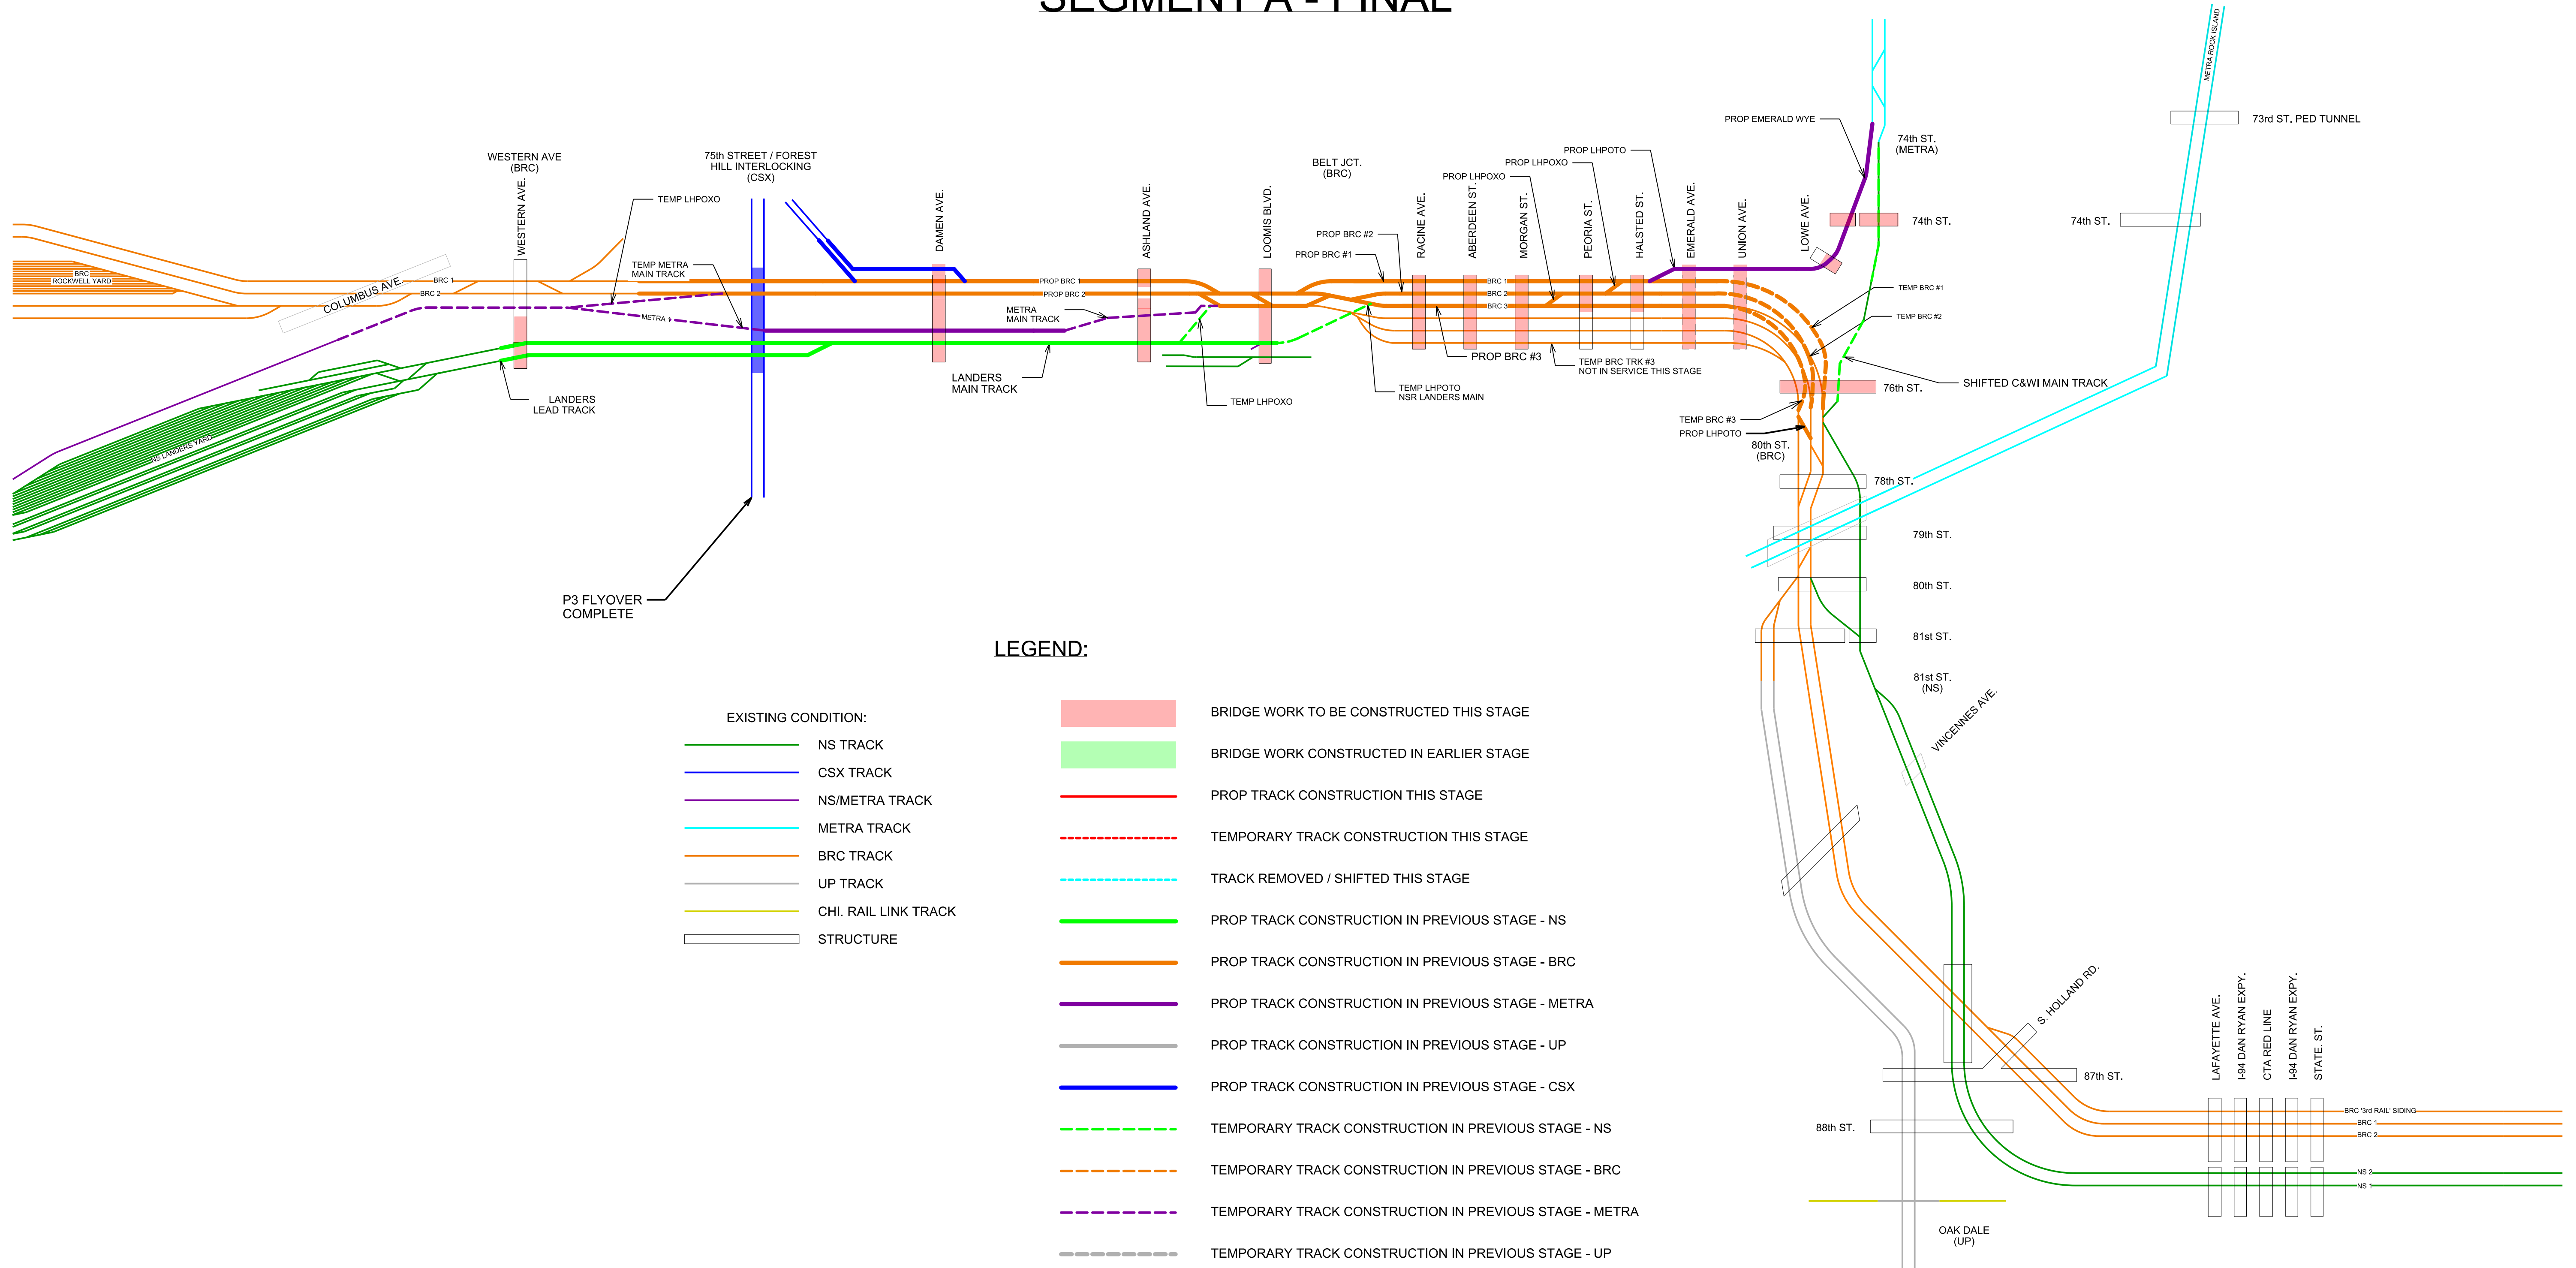 SEGMENT A - FINAL
METRA ROCK ISLAND
73rd ST. PED TUNNEL
PROP EMERALD WYE
74th ST.
(METRA)
WESTERN AVE
(BRC)
WESTERN AVE.
75th STREET / FOREST
HILL INTERLOCKING
(CSX)
BELT JCT.
(BRC)
PROP LHPOTO
PROP LHPOXO
PROP LHPOXO
TEMP LHPOXO
DAMEN AVE.
ASHLAND AVE.
LOOMIS BLVD.
RACINE AVE.
ABERDEEN ST.
MORGAN ST.
PEORIA ST.
HALSTED ST.
EMERALD AVE.
UNION AVE.
LOWE AVE.
74th ST.
74th ST.
PROP BRC #2
PROP BRC #1
TEMP METRA
MAIN TRACK
BRC
ROCKWELL YARD
COLUMBUS AVE.
BRC 1
BRC 2
METRA
PROP BRC 1
PROP BRC 2
METRA
MAIN TRACK
BRC 1
BRC 2
BRC 3
TEMP BRC #1
TEMP BRC #2
LANDERS
LEAD TRACK
LANDERS
MAIN TRACK
TEMP LHPOXO
PROP BRC #3
TEMP BRC TRK #3
NOT IN SERVICE THIS STAGE
TEMP LHPOTO
NSR LANDERS MAIN
SHIFTED C&WI MAIN TRACK
76th ST.
TEMP BRC #3
PROP LHPOTO
80th ST.
(BRC)
NS LANDERS YARD
78th ST.
79th ST.
80th ST.
81st ST.
81st ST.
(NS)
VINCENNES AVE.
P3 FLYOVER
COMPLETE
LEGEND:
EXISTING CONDITION:
NS TRACK
CSX TRACK
NS/METRA TRACK
METRA TRACK
BRC TRACK
UP TRACK
CHI. RAIL LINK TRACK
STRUCTURE
BRIDGE WORK TO BE CONSTRUCTED THIS STAGE
BRIDGE WORK CONSTRUCTED IN EARLIER STAGE
PROP TRACK CONSTRUCTION THIS STAGE
TEMPORARY TRACK CONSTRUCTION THIS STAGE
TRACK REMOVED / SHIFTED THIS STAGE
PROP TRACK CONSTRUCTION IN PREVIOUS STAGE - NS
PROP TRACK CONSTRUCTION IN PREVIOUS STAGE - BRC
PROP TRACK CONSTRUCTION IN PREVIOUS STAGE - METRA
PROP TRACK CONSTRUCTION IN PREVIOUS STAGE - UP
PROP TRACK CONSTRUCTION IN PREVIOUS STAGE - CSX
TEMPORARY TRACK CONSTRUCTION IN PREVIOUS STAGE - NS
TEMPORARY TRACK CONSTRUCTION IN PREVIOUS STAGE - BRC
TEMPORARY TRACK CONSTRUCTION IN PREVIOUS STAGE - METRA
TEMPORARY TRACK CONSTRUCTION IN PREVIOUS STAGE - UP
S. HOLLAND RD.
87th ST.
88th ST.
LAFAYETTE AVE.
I-94 DAN RYAN EXPY.
CTA RED LINE
I-94 DAN RYAN EXPY.
STATE. ST.
BRC '3rd RAIL' SIDING
BRC 1
BRC 2
NS 2
NS 1
OAK DALE
(UP)